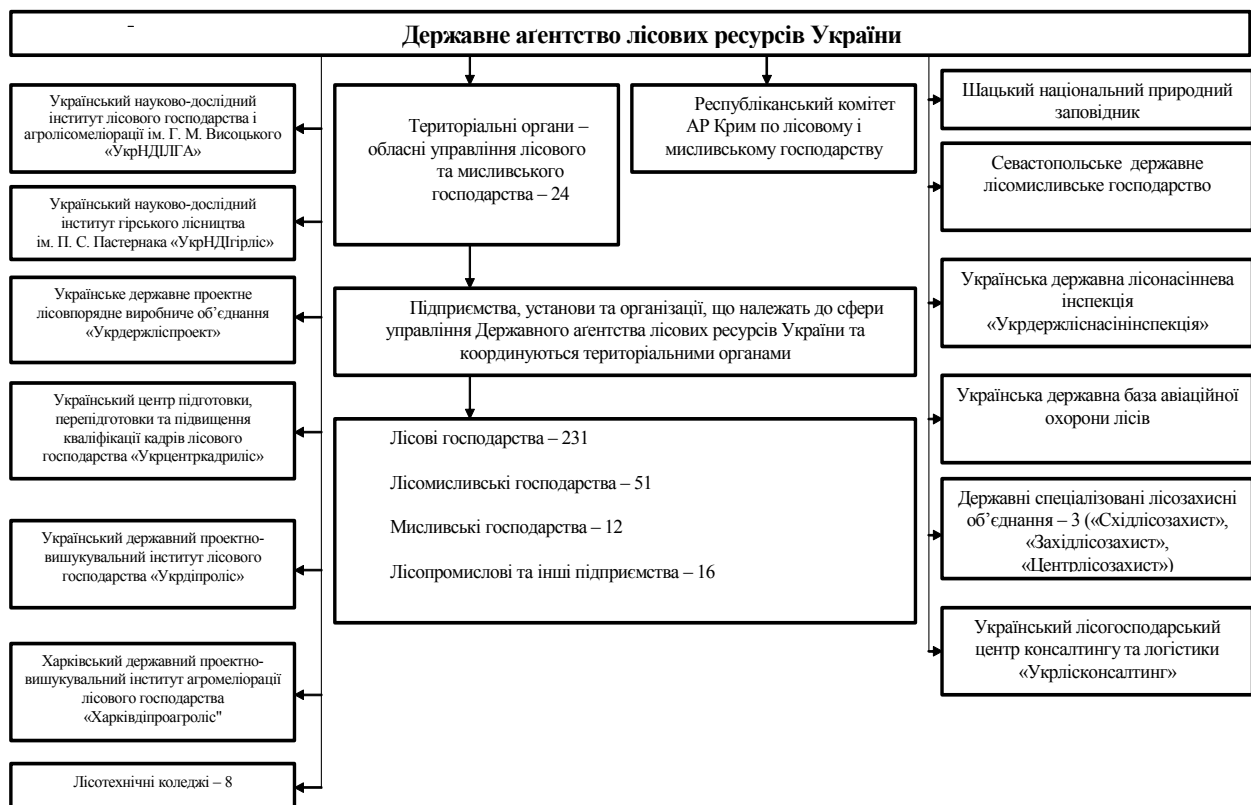 Державне агентство лісових ресурсів України
Український науково-дослідний
інститут лісового господарства і
агролісомеліорації ім. Г. М. Висоцького
«УкрНДІЛГА»
Український науково-дослідний
інститут гірського лісництва
ім. П. С. Пастернака «УкрНДІгірліс»
Українське державне проектне
лісовпорядне виробниче об’єднання
«Укрдержліспроект»
Український центр підготовки,
перепідготовки та підвищення
кваліфікації кадрів лісового
господарства «Укрцентркадриліс»
Український державний проектно-
вишукувальний інститут лісового
господарства «Укрдіпроліс»
Харківський державний проектно-
вишукувальний інститут агромеліорації
лісового господарства
«Харківдіпроагроліс"
Лісотехнічні коледжі – 8
Територіальні органи –
обласні управління лісового
та мисливського
господарства – 24
Республіканський комітет
АР Крим по лісовому і
мисливському господарству
Підприємства, установи та організації, що належать до сфери
управління Державного агентства лісових ресурсів України та
координуються територіальними органами
Лісові господарства – 231
Лісомисливські господарства – 51
Мисливські господарства – 12
Лісопромислові та інші підприємства – 16
Шацький національний природний
заповідник
Севастопольське державне
лісомисливське господарство
Українська державна лісонасіннева
інспекція
«Укрдержліснасінінспекція»
Українська державна база авіаційної
охорони лісів
Державні спеціалізовані лісозахисні
об’єднання – 3 («Східлісозахист»,
«Західлісозахист»,
«Центрлісозахист»)
Український лісогосподарський
центр консалтингу та логістики
«Укрлісконсалтинг»